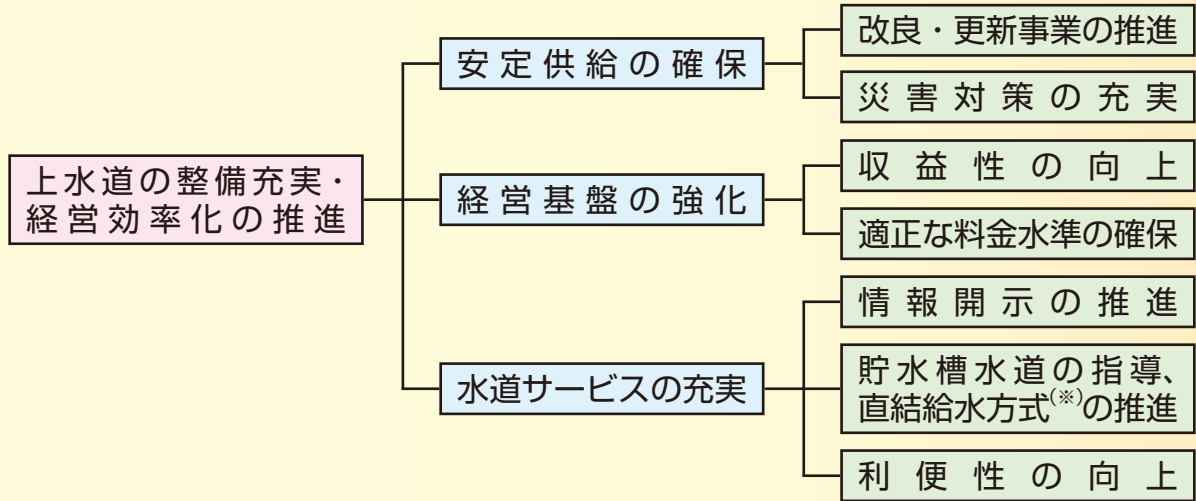 上水道の整備充実・
経営効率化の推進
安定供給の確保
改良・更新事業の推進
災害対策の充実
経営基盤の強化
収益性の向上
適正な料金水準の確保
水道サービスの充実
情報開示の推進
貯水槽水道の指導、
直結給水方式(※)の推進
利便性の向上